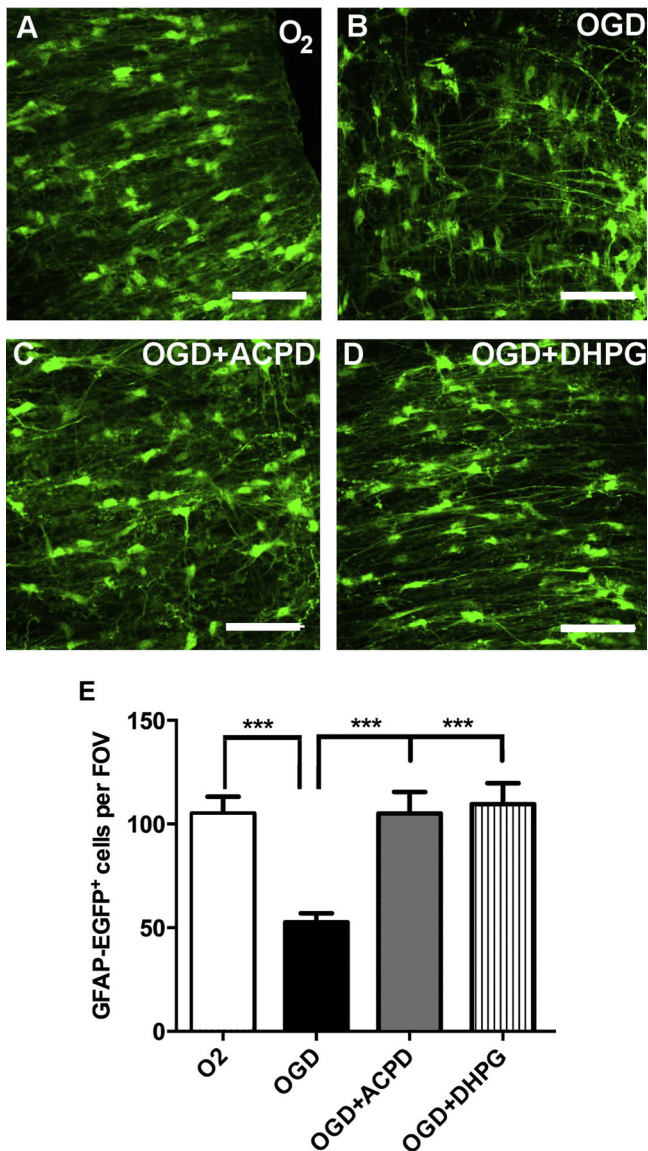 A
O2
B
OGD
C
OGD+ACPD
D
OGD+DHPG
E
GFAP-EGFP+ cells per FOV
150
100
50
0
***
***
***
O2
OGD
OGD+ACPD
OGD+DHPG